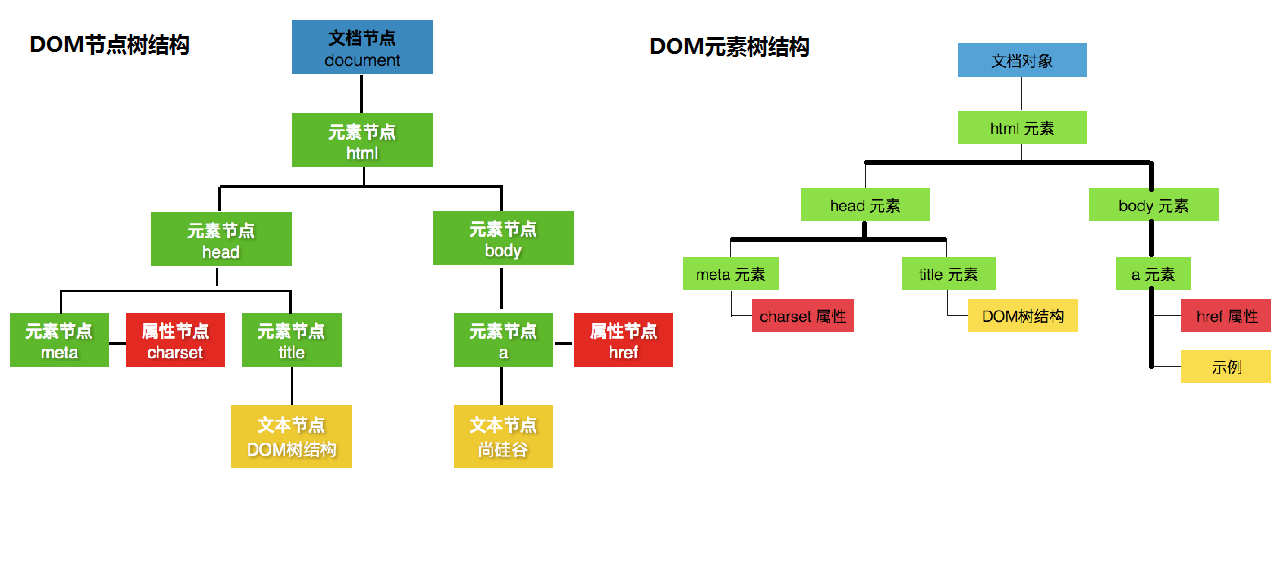 DOM节点树结构
文档节点
document
元素节点
html
元素节点
head
元素节点
body
元素节点
meta
属性节点
charset
元素节点
title
元素节点
a
属性节点
href
文本节点
DOM树结构
文本节点
尚硅谷
DOM元素树结构
文档对象
html 元素
head 元素
body 元素
meta 元素
title 元素
a 元素
charset 属性
DOM树结构
href 属性
示例